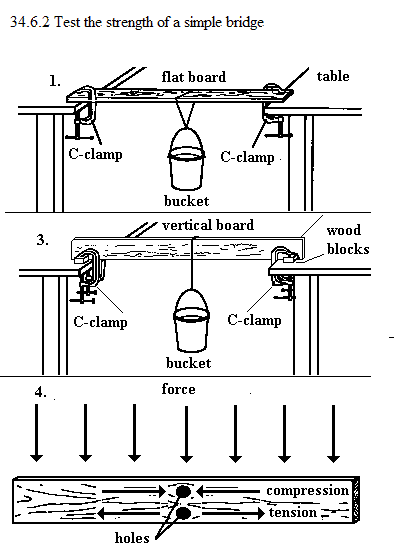 34.6.2 Test the strength of a simple bridge
1. flat board table
C-clamp C-clamp
bucket
3. vertical board wood
blocks
C-clamp C-clamp
bucket
4. force
compression
tension
holes